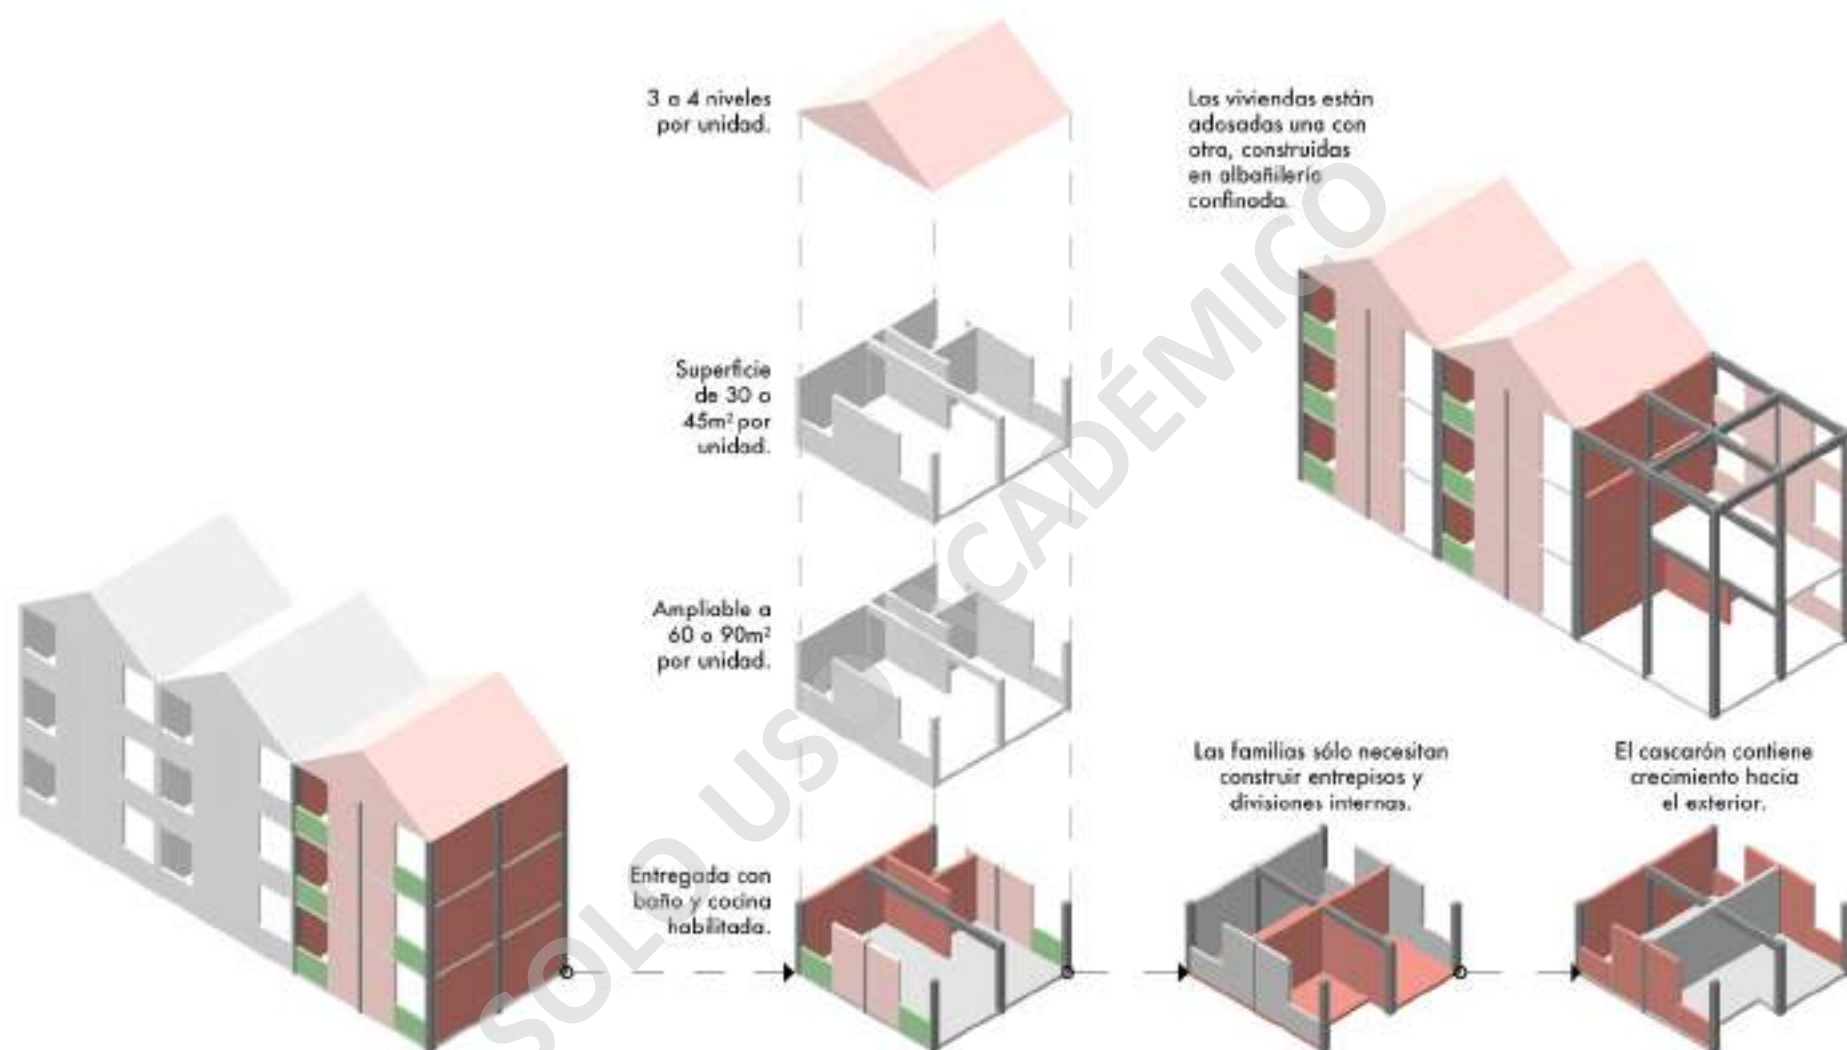 3 a 4 niveles
por unidad.
Superficie
de 30 o
45m² por
unidad.
Ampliable a
60 o 90m²
por unidad.
Entregada con
baño y cocina
habilitada.
Las viviendas están
adosadas una con
otra, construidas
en albañilería
confinada.
Las familias sólo necesitan
construir entrepisos y
divisiones internas.
El cascarón contiene
crecimiento hacia
el exterior.
SOLO USO ACADÉMICO